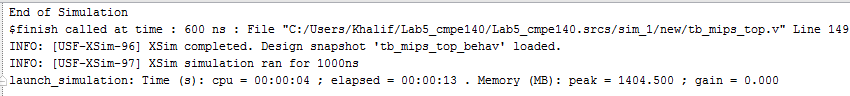 End of Simulation
$finish called at time : 600 ns : File "C:/Users/Khalif/Lab5_cmpe140/Lab5_cmpe140.srcs/sim_1/new/tb_mips_top.v" Line 149
INFO: [USF-XSim-96] XSim completed. Design snapshot 'tb_mips_top_behav' loaded.
INFO: [USF-XSim-97] XSim simulation ran for 1000ns
launch_simulation: Time (s): cpu = 00:00:04 ; elapsed = 00:00:13 . Memory (MB): peak = 1404.500 ; gain = 0.000